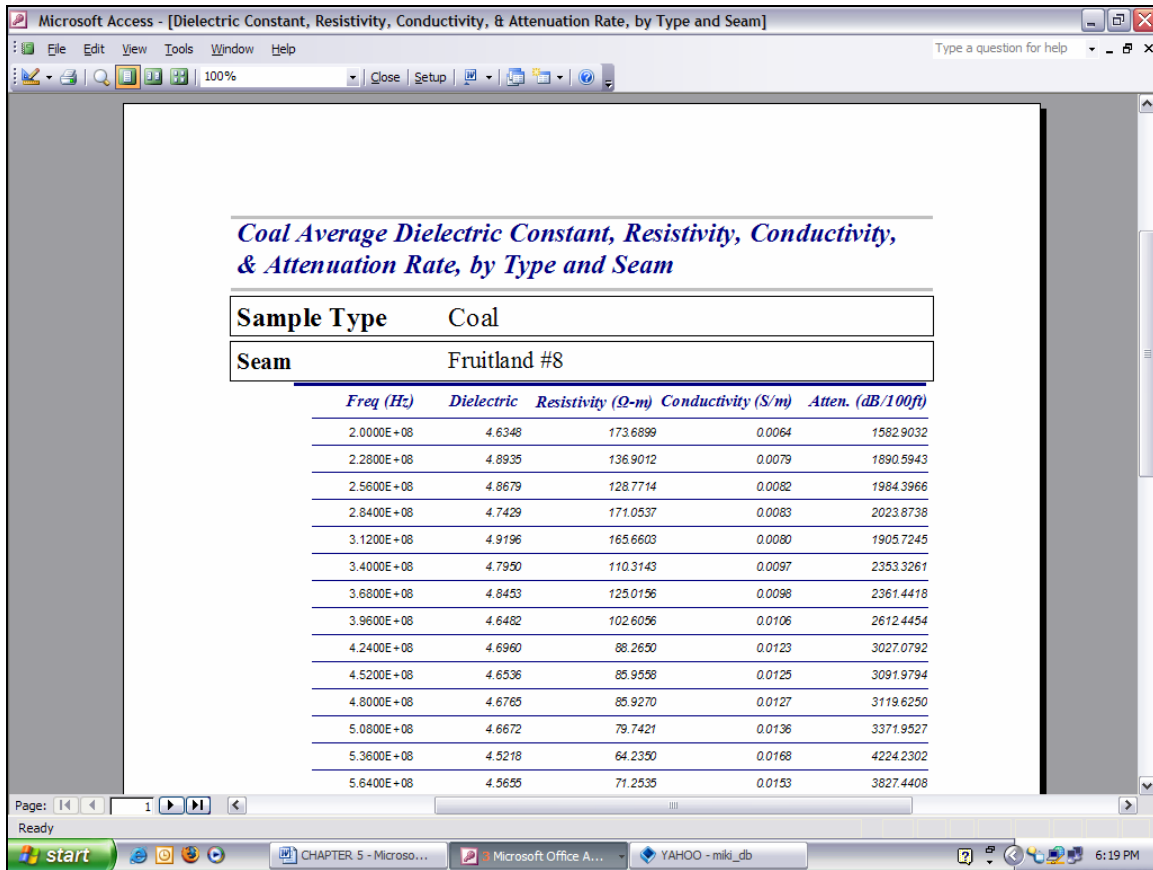 Microsoft Access - [Dielectric Constant, Resistivity, Conductivity, & Attenuation Rate, by Type and Seam]
File Edit View Tools Window Help Type a question for help
100% Close Setup
Coal Average Dielectric Constant, Resistivity, Conductivity,
& Attenuation Rate, by Type and Seam
Sample Type Coal
Seam Fruitland #8
Freq (Hz) Dielectric Resistivity (Ω-m) Conductivity (S/m) Atten. (dB/100ft)
2.0000E+08 4.6348 173.6899 0.0064 1582.9032
2.2800E+08 4.8935 136.9012 0.0079 1890.5943
2.5600E+08 4.8679 128.7714 0.0082 1984.3966
2.8400E+08 4.7429 171.0537 0.0083 2023.8738
3.1200E+08 4.9196 165.6603 0.0080 1905.7245
3.4000E+08 4.7950 110.3143 0.0097 2353.3261
3.6800E+08 4.8453 125.0156 0.0098 2361.4418
3.9600E+08 4.6482 102.6056 0.0106 2612.4454
4.2400E+08 4.6960 88.2650 0.0123 3027.0792
4.5200E+08 4.6536 85.9558 0.0125 3091.9794
4.8000E+08 4.6765 85.9270 0.0127 3119.6250
5.0800E+08 4.6672 79.7421 0.0136 3371.9527
5.3600E+08 4.5218 64.2350 0.0168 4224.2302
5.6400E+08 4.5655 71.2535 0.0153 3827.4408
Page: 1
Ready
start CHAPTER 5 - Microso... 3 Microsoft Office A... YAHOO - miki_db 6:19 PM